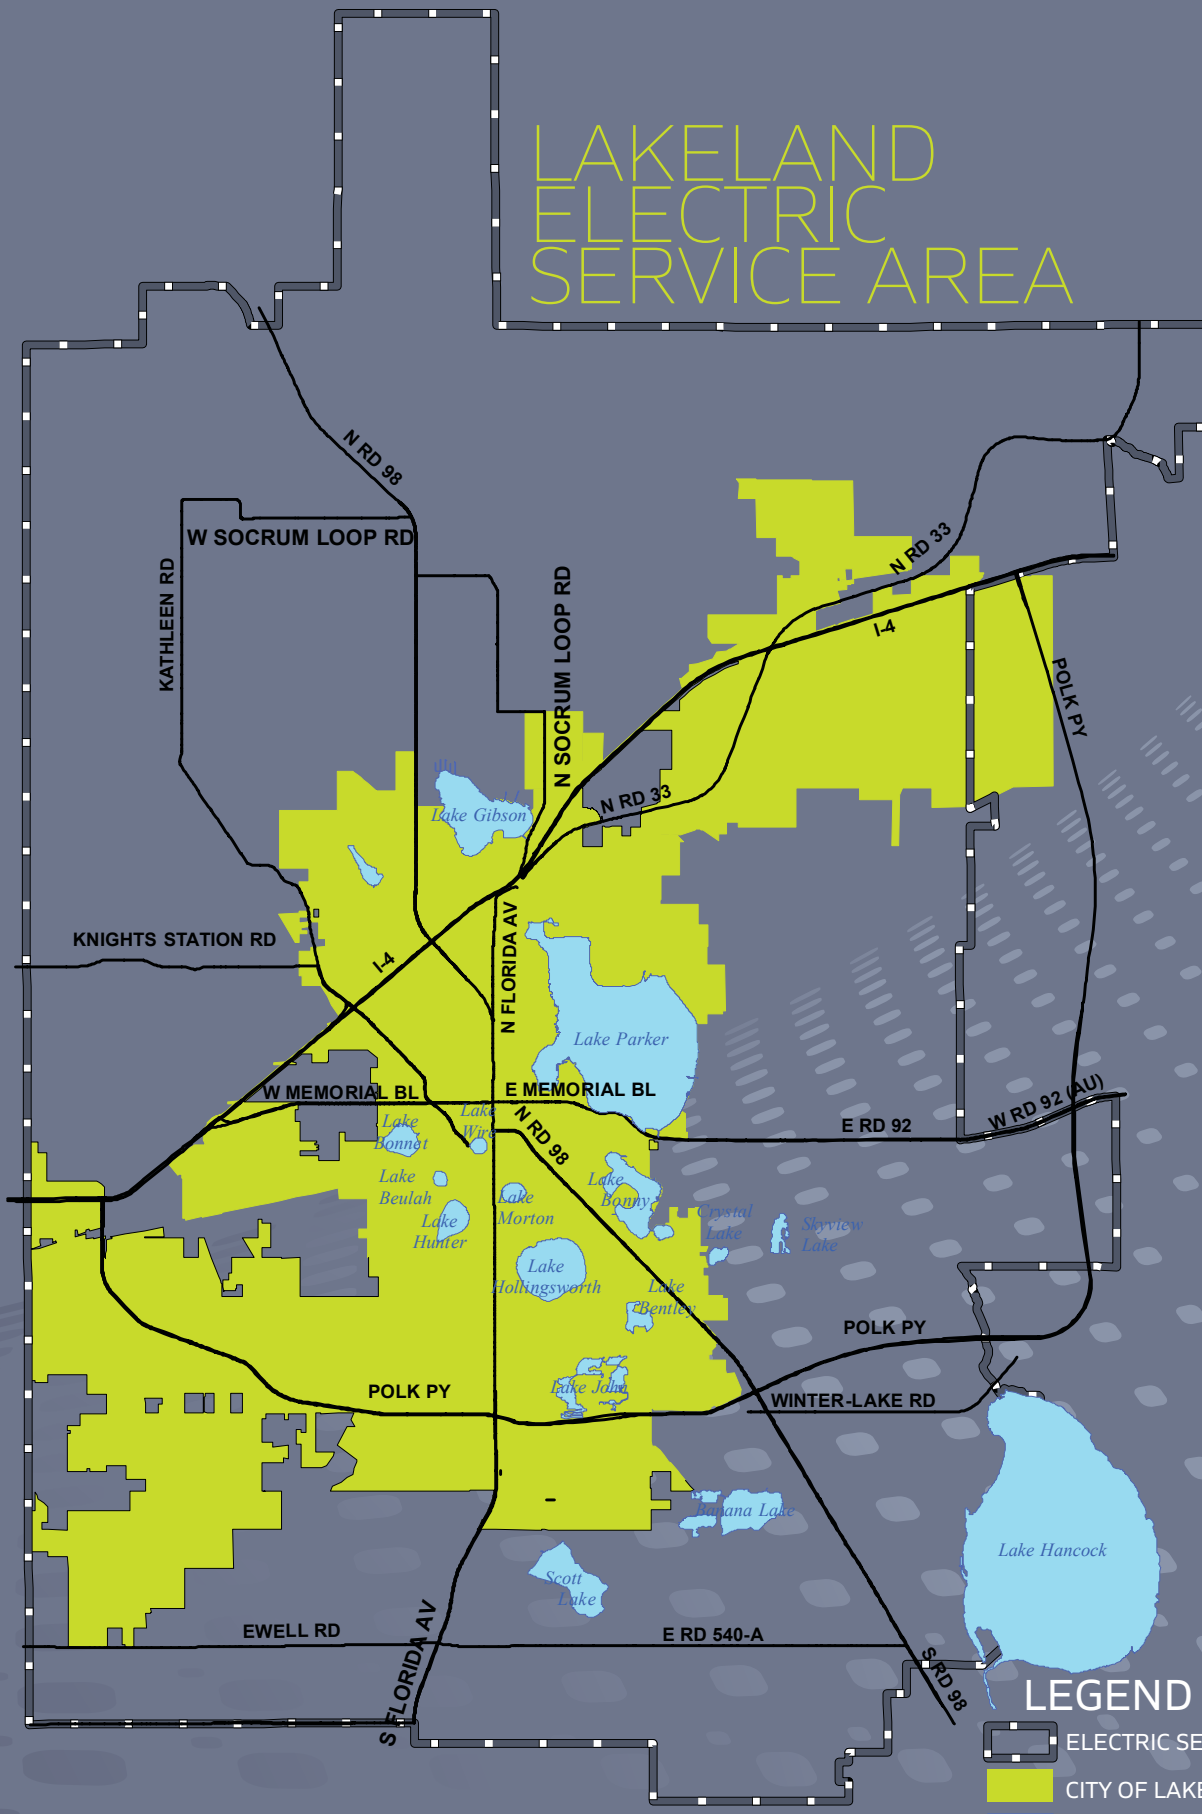 LAKELAND
ELECTRIC
SERVICE AREA
N RD 98
W SOCRUM LOOP RD
KATHLEEN RD
N SOCRUM LOOP RD
N RD 33
I-4
POLK PY
N RD 33
Lake Gibson
KNIGHTS STATION RD
I-4
N FLORIDA AV
Lake Parker
W MEMORIAL BL
E MEMORIAL BL
W RD 92 (AU)
E RD 92
Lake
Wire
N RD 98
Lake
Bonnet
Lake
Beulah
Lake
Bonny
Lake
Morton
Lake
Hunter
Crystal
Lake
Skyview
Lake
Lake
Hollingsworth
Lake
Bentley
POLK PY
Lake John
POLK PY
WINTER-LAKE RD
Banana Lake
Lake Hancock
Scott
Lake
EWELL RD
E RD 540-A
S FLORIDA AV
S RD 98
LEGEND
ELECTRIC SE
CITY OF LAKE